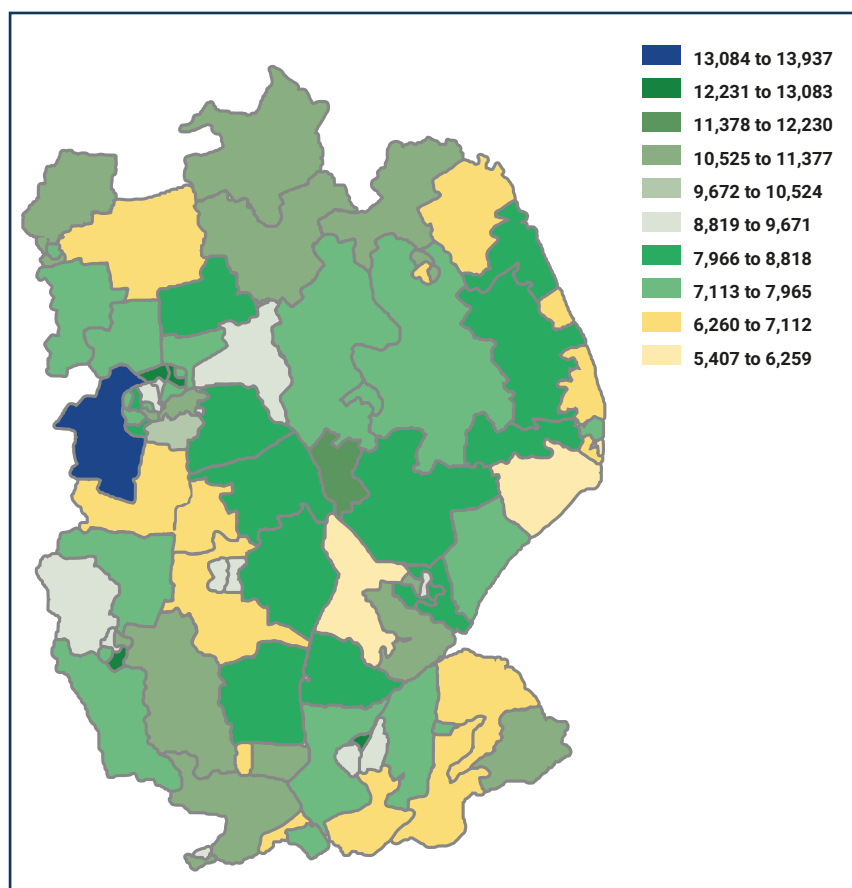 13,084 to 13,937
12,231 to 13,083
11,378 to 12,230
10,525 to 11,377
9,672 to 10,524
8,819 to 9,671
7,966 to 8,818
7,113 to 7,965
6,260 to 7,112
5,407 to 6,259